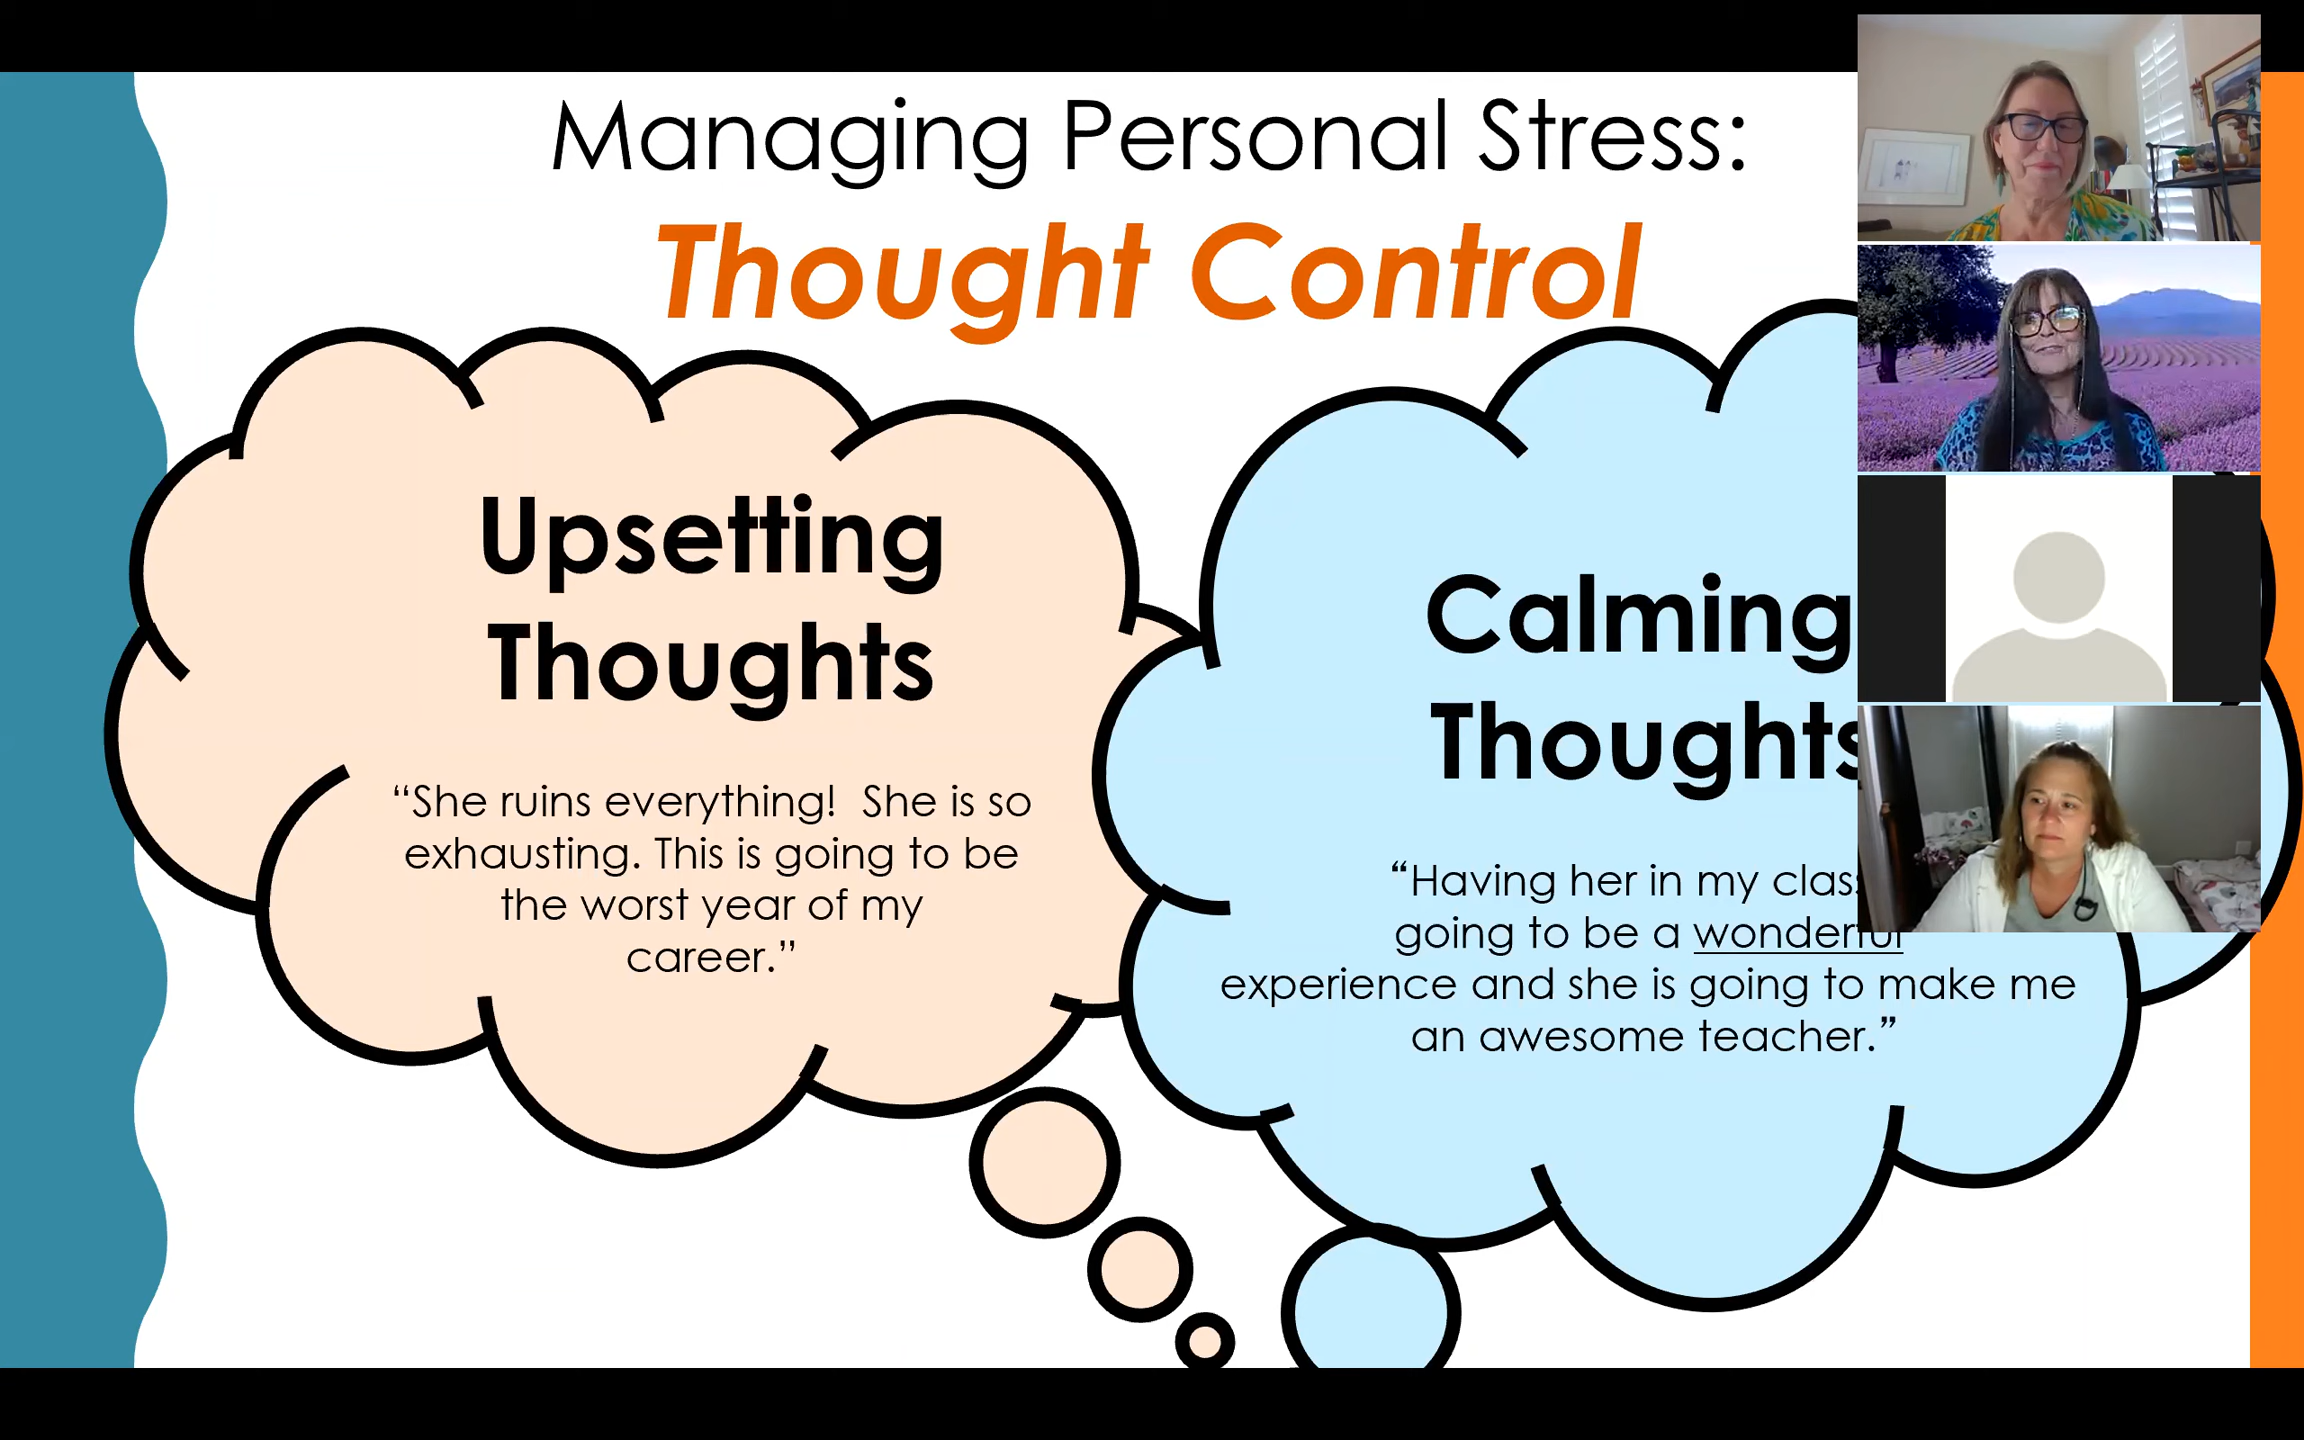 Managing Personal Stress:
Thought Control
Upsetting
Thoughts
“She ruins everything!  She is so
exhausting. This is going to be
the worst year of my
career.”
Calming
Thoughts
“Having her in my
going to be a wonderful
experience and she is going to make me
an awesome teacher.”